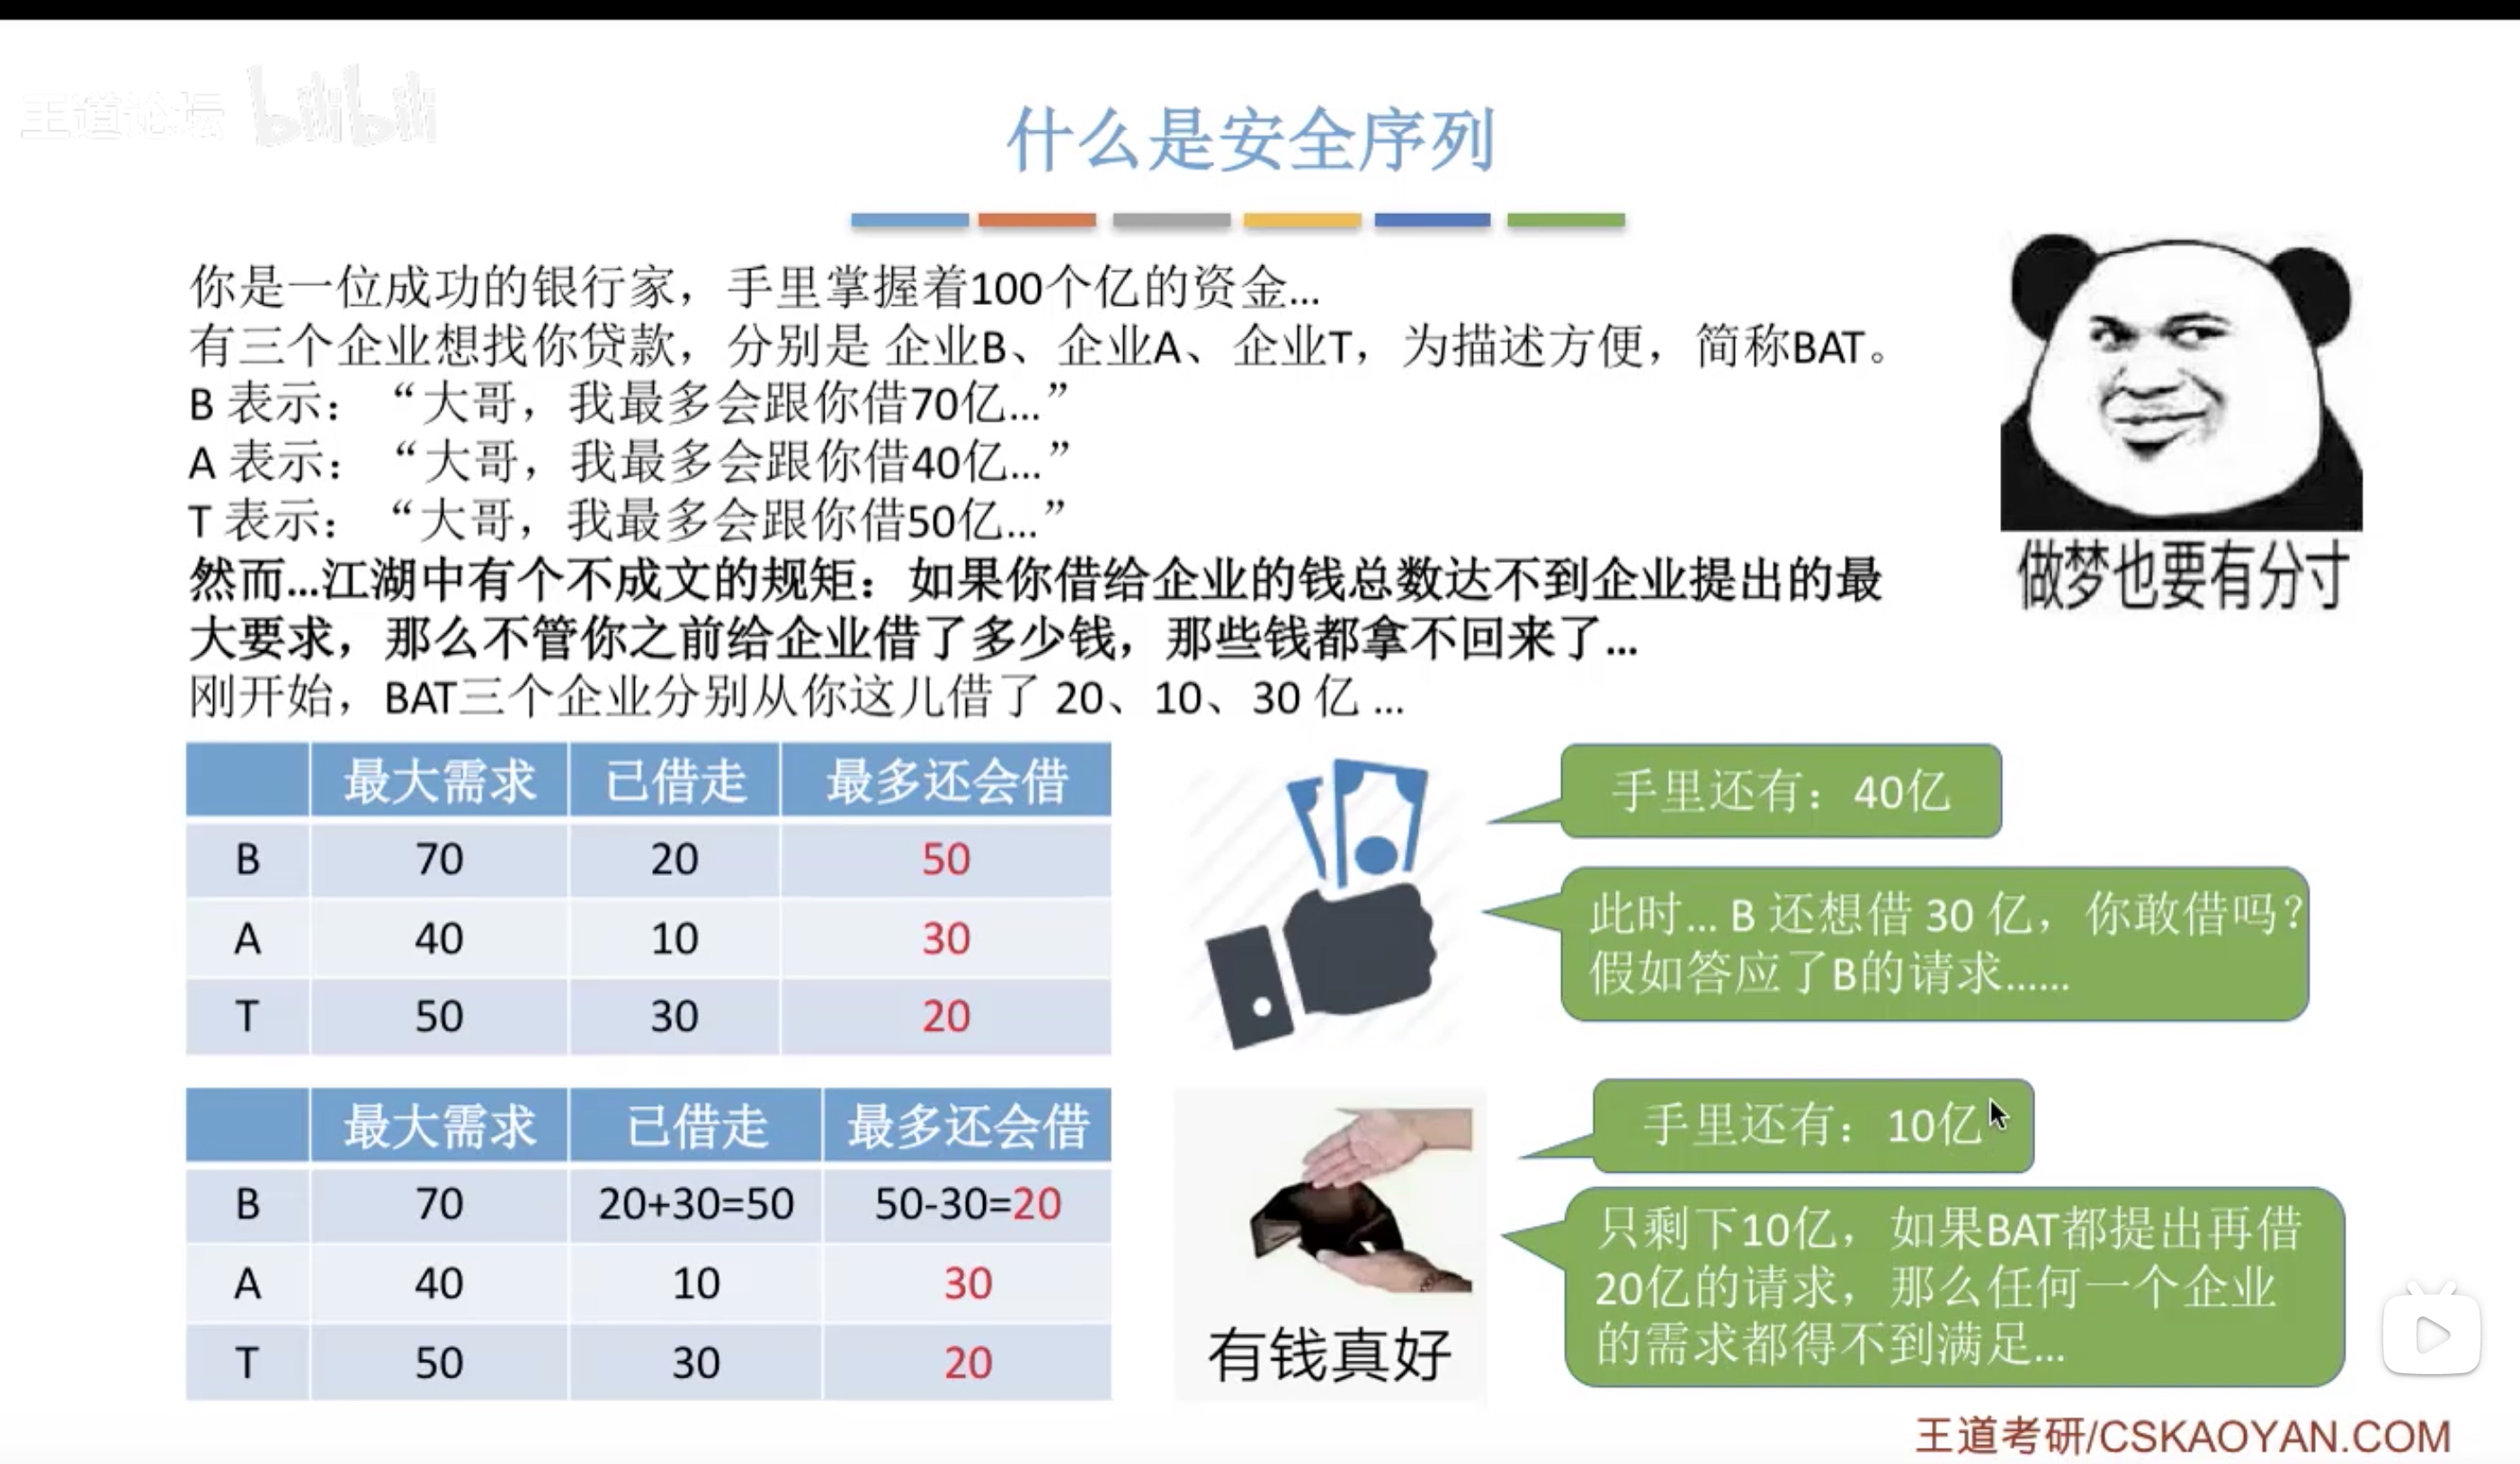 王道论坛 bilibili
什么是安全序列
你是一位成功的银行家，手里掌握着100个亿的资金...
有三个企业想找你贷款，分别是 企业B、企业A、企业T，为描述方便，简称BAT。
B 表示：“大哥，我最多会跟你借70亿...”
A 表示：“大哥，我最多会跟你借40亿...”
T 表示：“大哥，我最多会跟你借50亿...”
然而...江湖中有个不成文的规矩：如果你借给企业的钱总数达不到企业提出的最
大要求，那么不管你之前给企业借了多少钱，那些钱都拿不回来了...
刚开始，BAT三个企业分别从你这儿借了 20、10、30 亿 ...
做梦也要有分寸
最大需求 已借走 最多还会借
B 70 20 50
A 40 10 30
T 50 30 20
手里还有：40亿
此时... B 还想借 30 亿，你敢借吗？
假如答应了B的请求......
最大需求 已借走 最多还会借
B 70 20+30=50 50-30=20
A 40 10 30
T 50 30 20
有钱真好
手里还有：10亿
只剩下10亿，如果BAT都提出再借
20亿的请求，那么任何一个企业
的需求都得不到满足...
王道考研/CSKAOYAN.COM